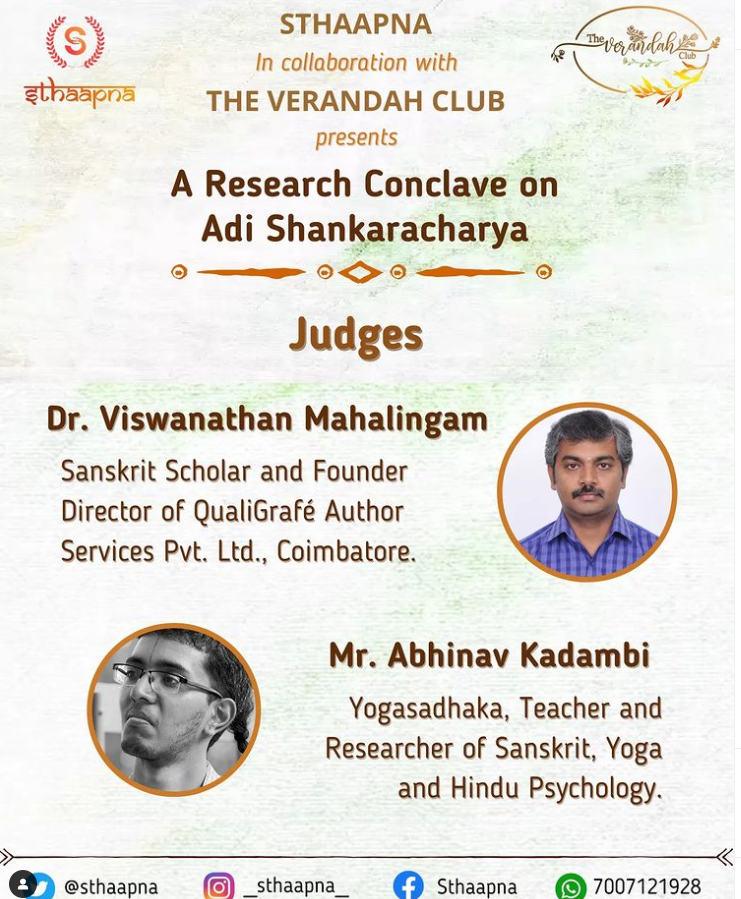 S
sthaapna
STHAAPNA
In collaboration with
THE VERANDAH CLUB
presents
The verandah Club
A Research Conclave on
Adi Shankaracharya
Judges
Dr. Viswanathan Mahalingam
Sanskrit Scholar and Founder
Director of QualiGrafé Author
Services Pvt. Ltd., Coimbatore.
Mr. Abhinav Kadambi
Yogasadhaka, Teacher and
Researcher of Sanskrit, Yoga
and Hindu Psychology.
@sthaapna _sthaapna_ Sthaapna 7007121928